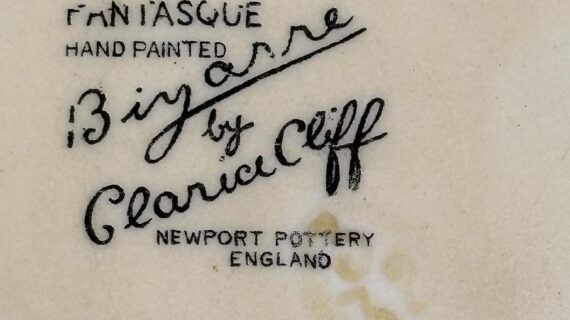 FANTASQUE
HAND PAINTED
Bizarre
by
Clarice Cliff
NEWPORT POTTERY
ENGLAND